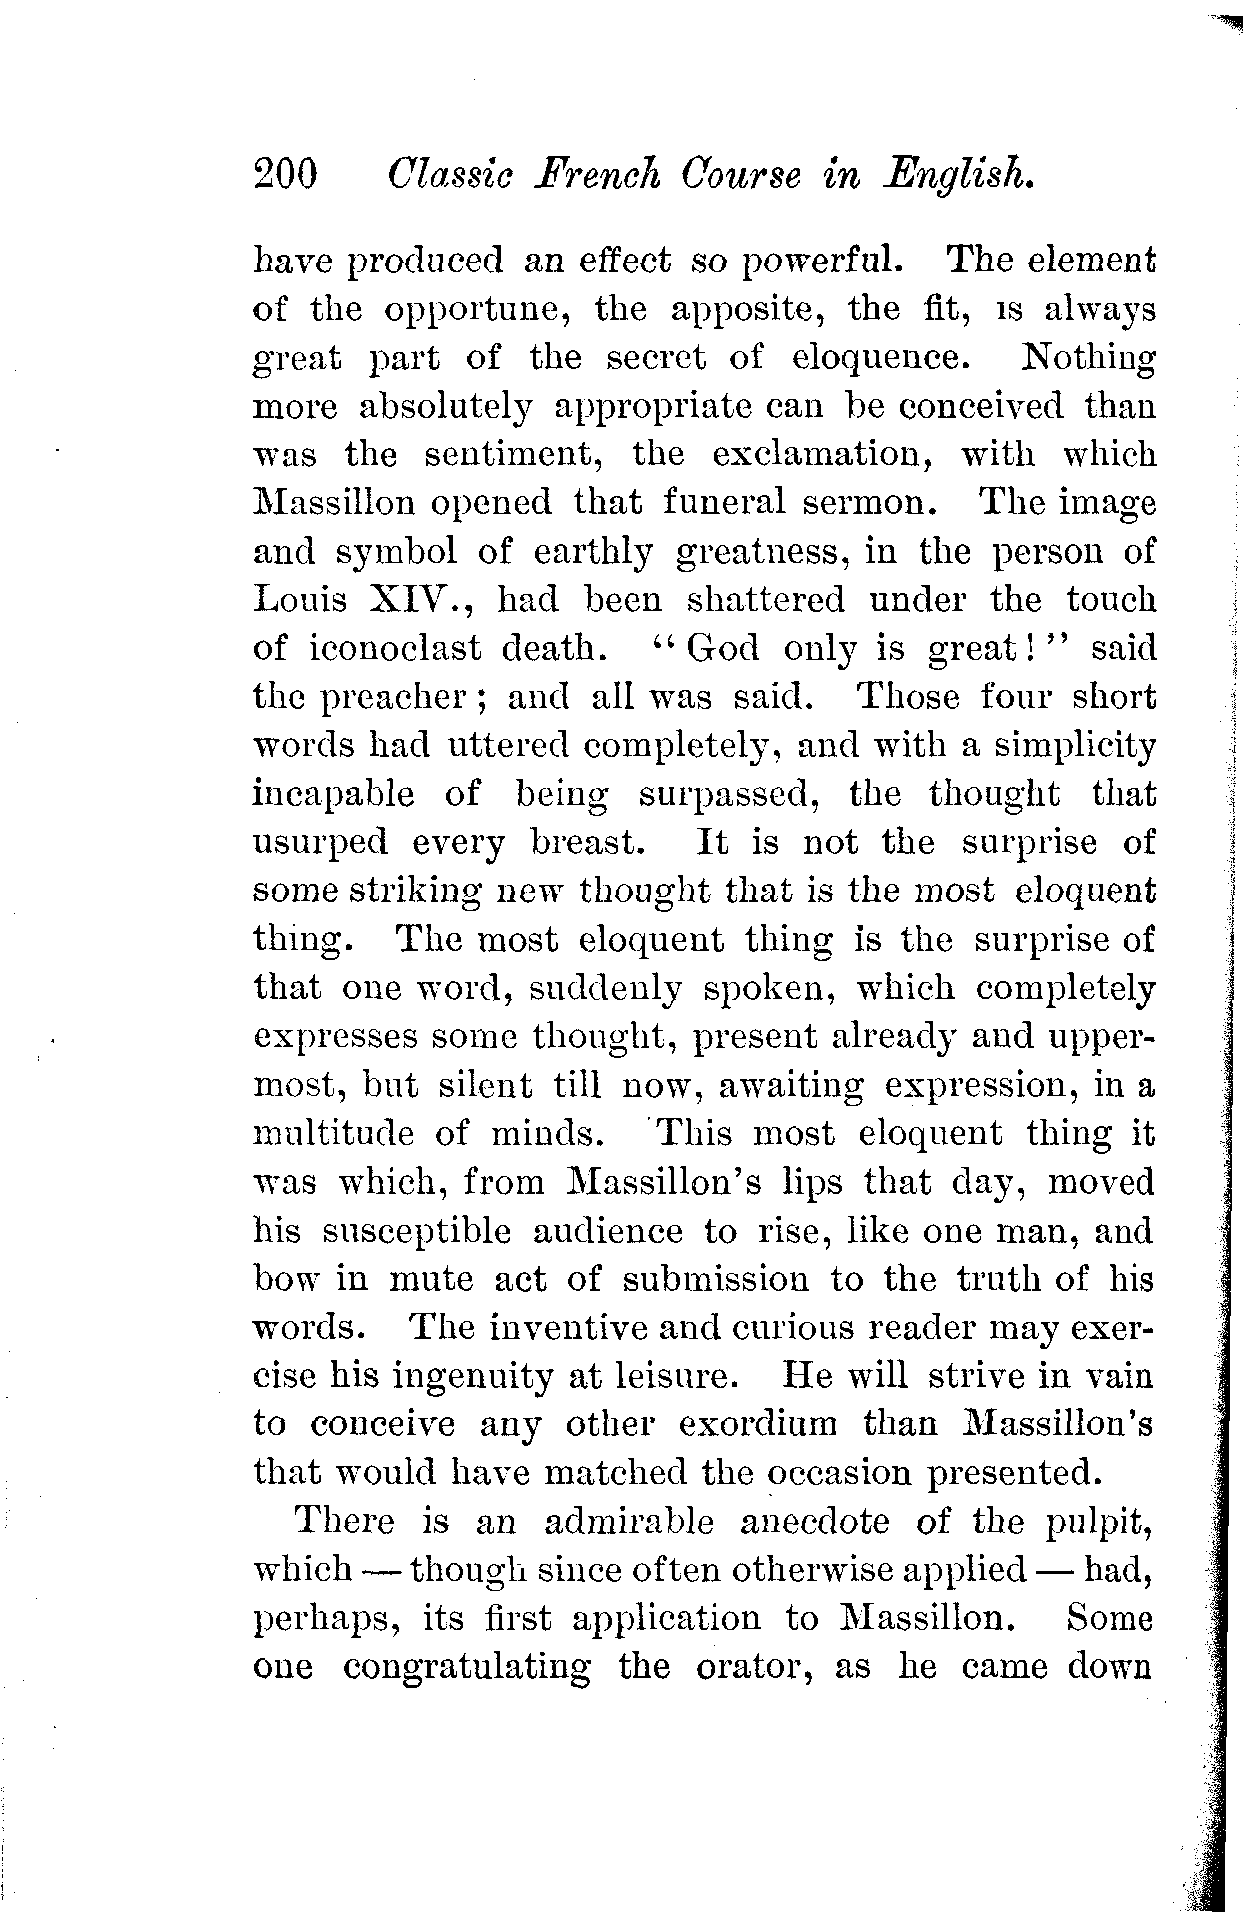 200 Classic French Course in English.
have produced an effect so powerful. The element
of the opportune, the apposite, the fit, is always
great part of the secret of eloquence. Nothing
more absolutely appropriate can be conceived than
was the sentiment, the exclamation, with which
Massillon opened that funeral sermon. The image
and symbol of earthly greatness, in the person of
Louis XIV., had been shattered under the touch
of iconoclast death. “God only is great!” said
the preacher; and all was said. Those four short
words had uttered completely, and with a simplicity
incapable of being surpassed, the thought that
usurped every breast. It is not the surprise of
some striking new thought that is the most eloquent
thing. The most eloquent thing is the surprise of
that one word, suddenly spoken, which completely
expresses some thought, present already and upper-
most, but silent till now, awaiting expression, in a
multitude of minds. This most eloquent thing it
was which, from Massillon's lips that day, moved
his susceptible audience to rise, like one man, and
bow in mute act of submission to the truth of his
words. The inventive and curious reader may exer-
cise his ingenuity at leisure. He will strive in vain
to conceive any other exordium than Massillon's
that would have matched the occasion presented.
There is an admirable anecdote of the pulpit,
which — though since often otherwise applied — had,
perhaps, its first application to Massillon. Some
one congratulating the orator, as he came down